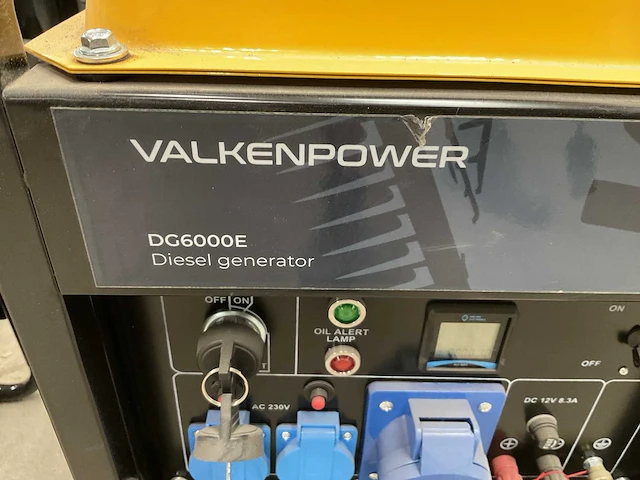 VALKENPOWER
DG6000E
Diesel generator
OFF ON
ON
OIL ALERT
LAMP
OFF
AC 230V
DC 12V 8.3A